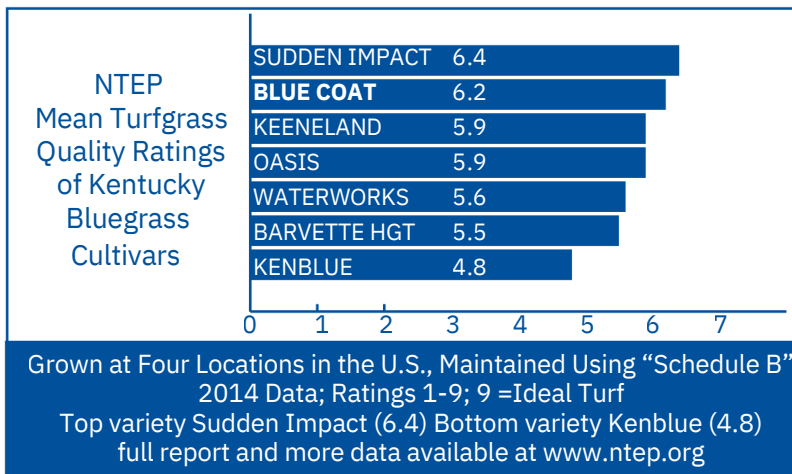 NTEP
Mean Turfgrass
Quality Ratings
of Kentucky
Bluegrass
Cultivars
SUDDEN IMPACT 6.4
BLUE COAT 6.2
KEENELAND 5.9
OASIS 5.9
WATERWORKS 5.6
BARVETTE HGT 5.5
KENBLUE 4.8
0 1 2 3 4 5 6 7
Grown at Four Locations in the U.S., Maintained Using “Schedule B”
2014 Data; Ratings 1-9; 9 =Ideal Turf
Top variety Sudden Impact (6.4) Bottom variety Kenblue (4.8)
full report and more data available at www.ntep.org